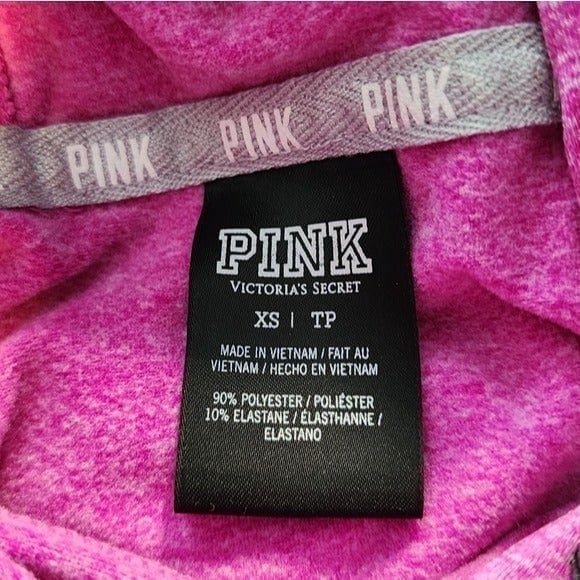 PINK PINK PINK
PINK
VICTORIA'S SECRET
XS | TP
MADE IN VIETNAM / FAIT AU
VIETNAM / HECHO EN VIETNAM
90% POLYESTER / POLIÉSTER
10% ELASTANE / ÉLASTHANNE /
ELASTANO